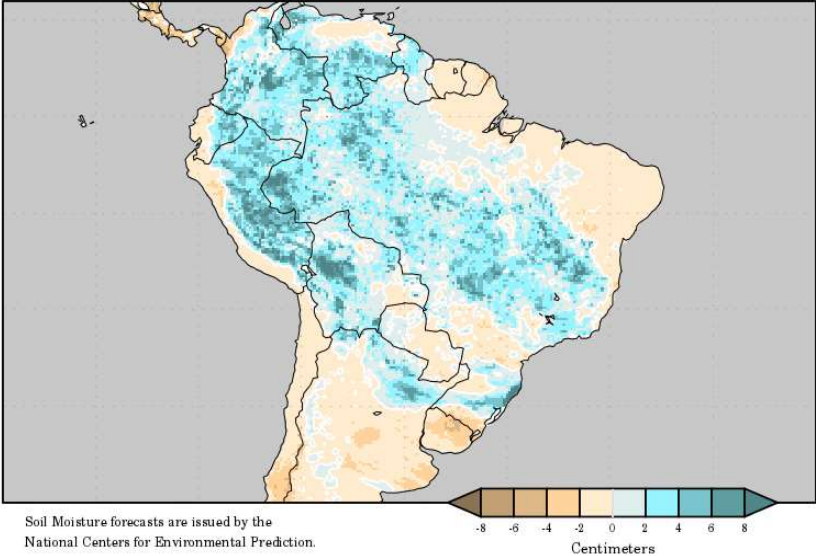 Soil Moisture forecasts are issued by the
National Centers for Environmental Prediction.
-8 -6 -4 -2 0 2 4 6 8
Centimeters